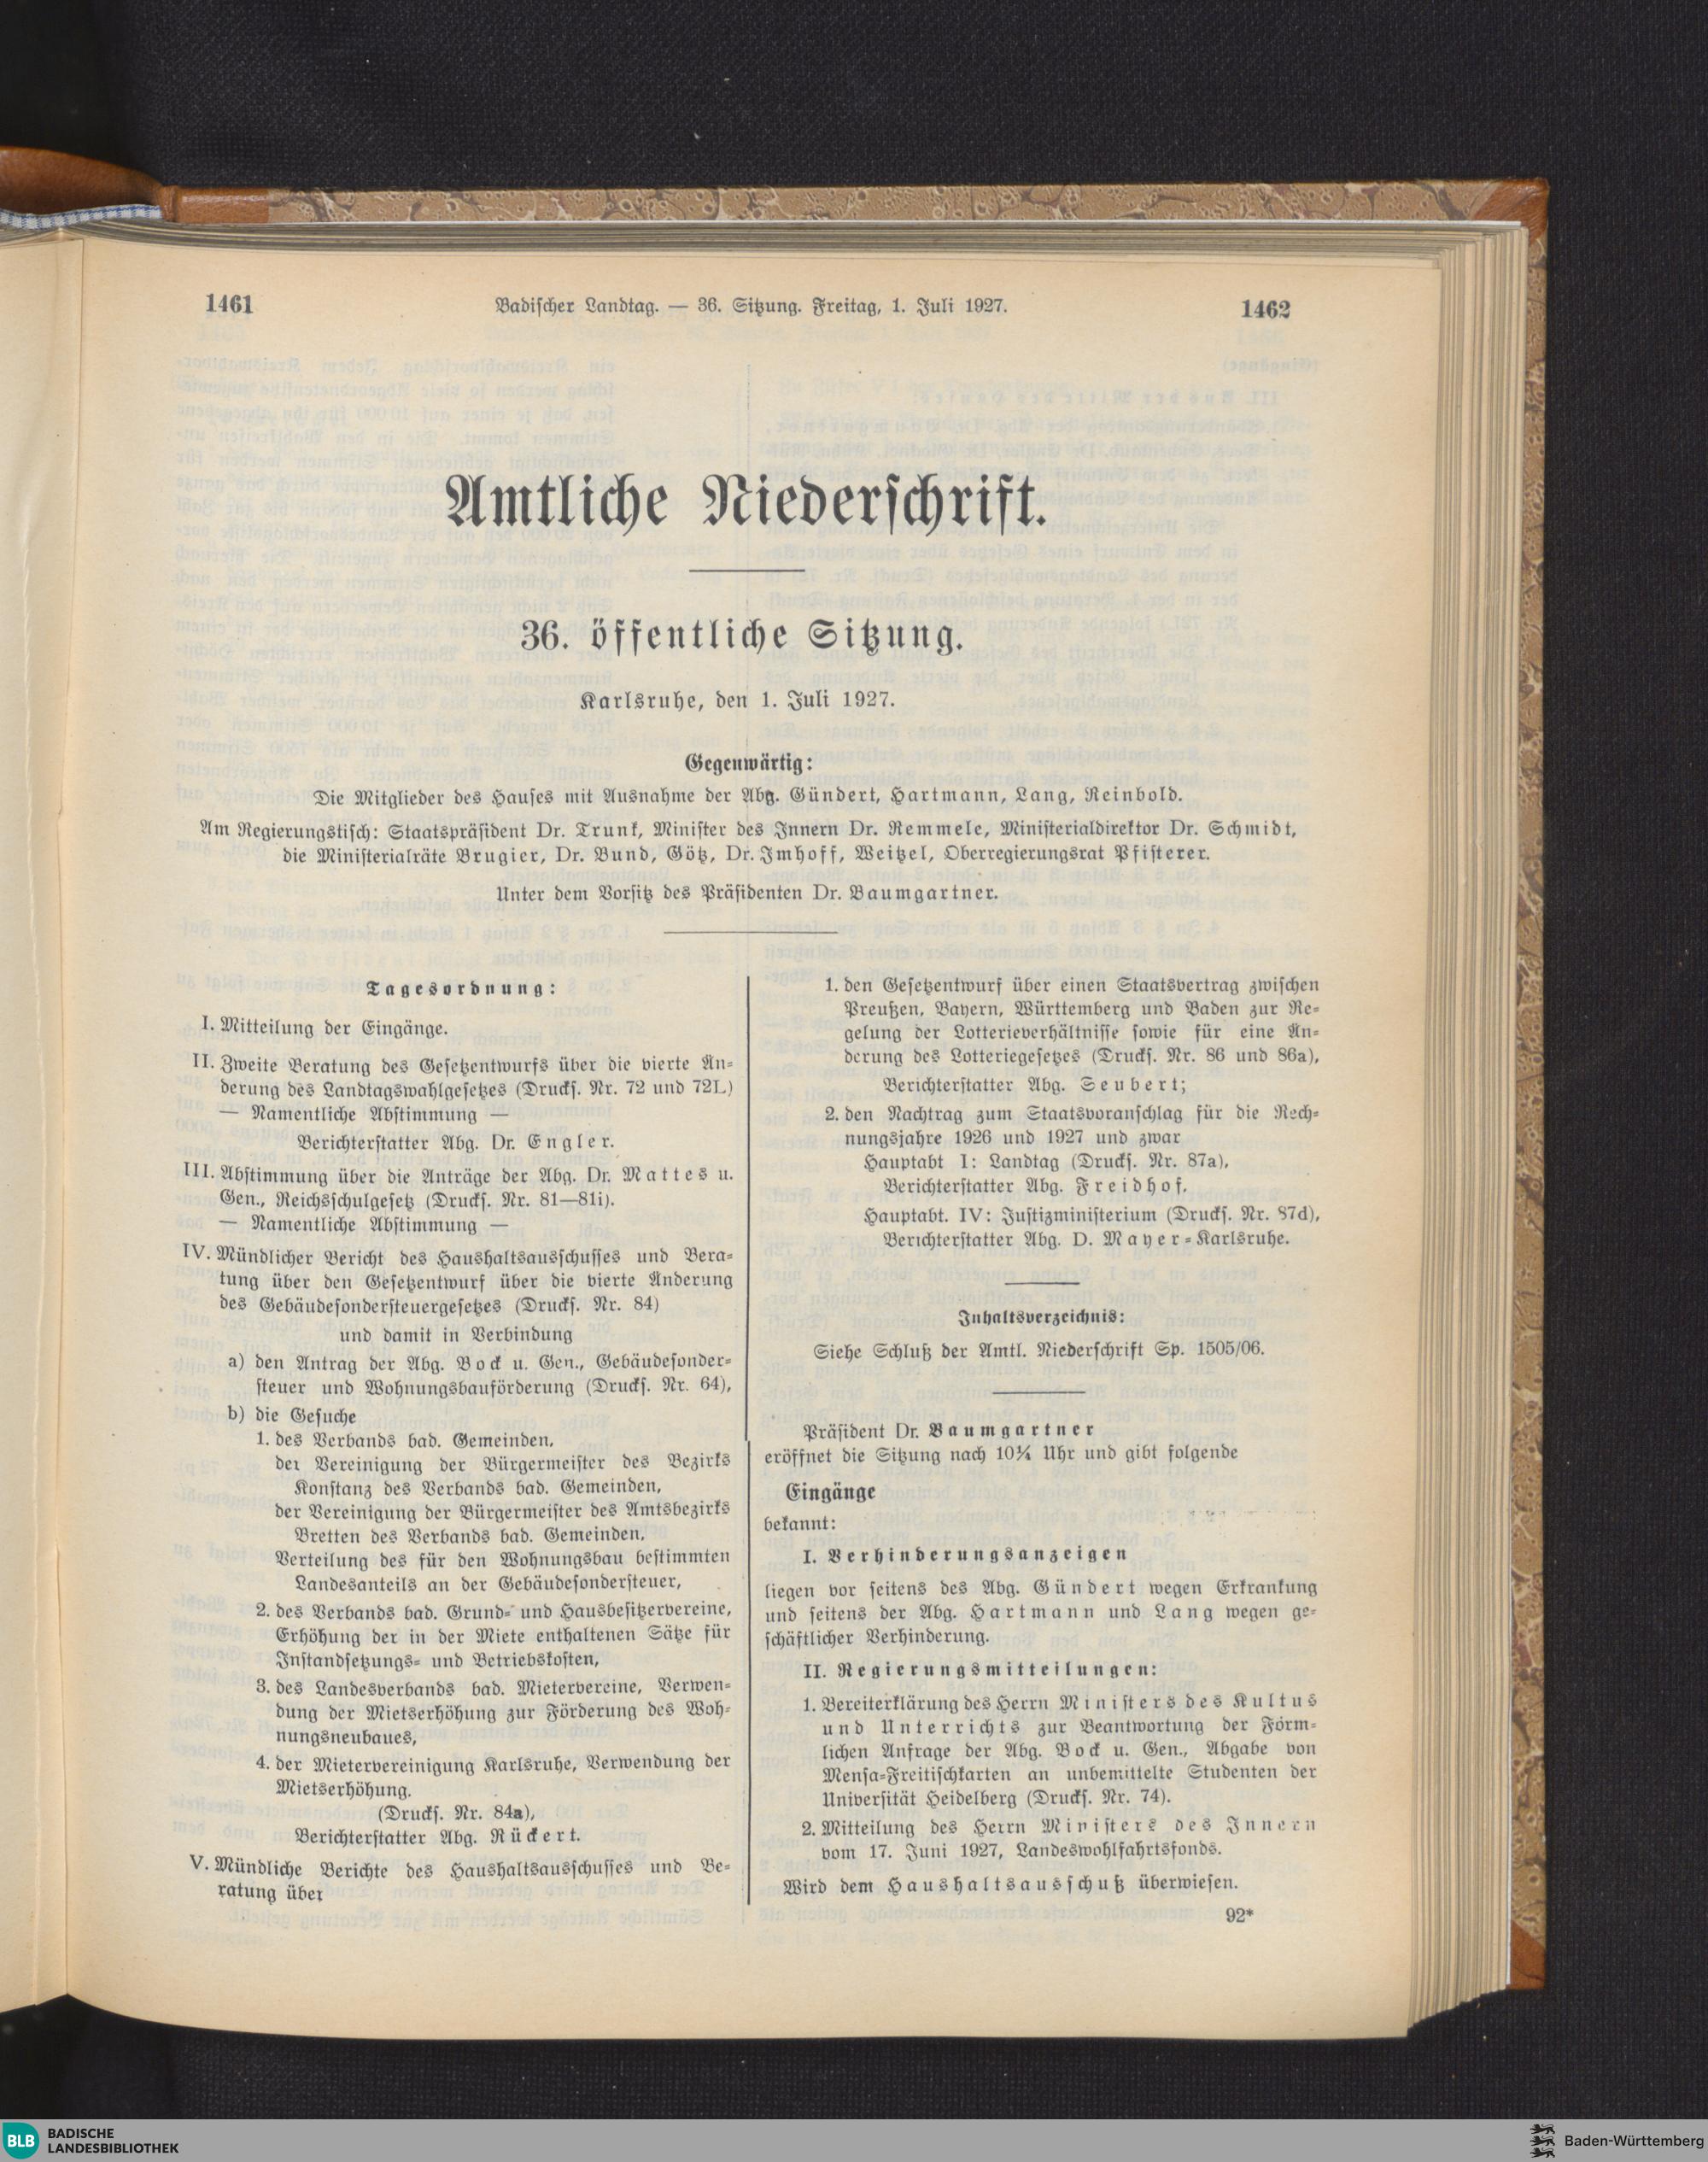 1461
Badischer Landtag. — 36. Sitzung. Freitag, 1. Juli 1927.
1462
Amtliche Niederschrift.
36. öffentliche Sitzung.
Karlsruhe, den 1. Juli 1927.
Gegenwärtig:
Die Mitglieder des Hauses mit Ausnahme der Abg. Gündert, Hartmann, Lang, Reinbold.
Am Regierungstisch: Staatspräsident Dr. Trunk, Minister des Innern Dr. Remmele, Ministerialdirektor Dr. Schmidt,
die Ministerialräte Brugier, Dr. Bund, Götz, Dr. Imhoff, Weitzel, Oberregierungsrat Pfisterer.
Unter dem Vorsitz des Präsidenten Dr. Baumgartner.
Tagesordnung:
I. Mitteilung der Eingänge.
II. Zweite Beratung des Gesetzentwurfs über die vierte Än-
derung des Landtagswahlgesetzes (Drucks. Nr. 72 und 72L)
— Namentliche Abstimmung —
Berichterstatter Abg. Dr. Engler.
III. Abstimmung über die Anträge der Abg. Dr. Mattes u.
Gen., Reichsschulgesetz (Drucks. Nr. 81—81i).
— Namentliche Abstimmung —
IV. Mündlicher Bericht des Haushaltsausschusses und Bera-
tung über den Gesetzentwurf über die vierte Änderung
des Gebäudesondersteuergesetzes (Drucks. Nr. 84)
und damit in Verbindung
a) den Antrag der Abg. Bock u. Gen., Gebäudesonder-
steuer und Wohnungsbauförderung (Drucks. Nr. 64),
b) die Gesuche
1. des Verbands bad. Gemeinden,
der Vereinigung der Bürgermeister des Bezirks
Konstanz des Verbands bad. Gemeinden,
der Vereinigung der Bürgermeister des Amtsbezirks
Bretten des Verbands bad. Gemeinden,
Verteilung des für den Wohnungsbau bestimmten
Landesanteils an der Gebäudesondersteuer,
2. des Verbands bad. Grund- und Hausbesitzervereine,
Erhöhung der in der Miete enthaltenen Sätze für
Instandsetzungs- und Betriebskosten,
3. des Landesverbands bad. Mietervereine, Verwen-
dung der Mietserhöhung zur Förderung des Woh-
nungsneubaues,
4. der Mietervereinigung Karlsruhe, Verwendung der
Mietserhöhung.
(Drucks. Nr. 84a),
Berichterstatter Abg. Rückert.
V. Mündliche Berichte des Haushaltsausschusses und Be-
ratung über
1. den Gesetzentwurf über einen Staatsvertrag zwischen
Preußen, Bayern, Württemberg und Baden zur Re-
gelung der Lotterieverhältnisse sowie für eine Än-
derung des Lotteriegesetzes (Drucks. Nr. 86 und 86a),
Berichterstatter Abg. Seubert;
2. den Nachtrag zum Staatsvoranschlag für die Rech-
nungsjahre 1926 und 1927 und zwar
Hauptabt I: Landtag (Drucks. Nr. 87a),
Berichterstatter Abg. Freidhof,
Hauptabt. IV: Justizministerium (Drucks. Nr. 87d),
Berichterstatter Abg. D. Mayer-Karlsruhe.
Inhaltsverzeichnis:
Siehe Schluß der Amtl. Niederschrift Sp. 1505/06.
Präsident Dr. Baumgartner
eröffnet die Sitzung nach 10¼ Uhr und gibt folgende
Eingänge
bekannt:
I. Verhinderungsanzeigen
liegen vor seitens des Abg. Gündert wegen Erkrankung
und seitens der Abg. Hartmann und Lang wegen ge-
schäftlicher Verhinderung.
II. Regierungsmitteilungen:
1. Bereiterklärung des Herrn Ministers des Kultus
und Unterrichts zur Beantwortung der Förm-
lichen Anfrage der Abg. Bock u. Gen., Abgabe von
Mensa-Freitischkarten an unbemittelte Studenten der
Universität Heidelberg (Drucks. Nr. 74).
2. Mitteilung des Herrn Ministers des Innern
vom 17. Juni 1927, Landeswohlfahrtsfonds.
Wird dem Haushaltsausschuß überwiesen.
92*
BLB BADISCHE
LANDESBIBLIOTHEK
Baden-Württemberg